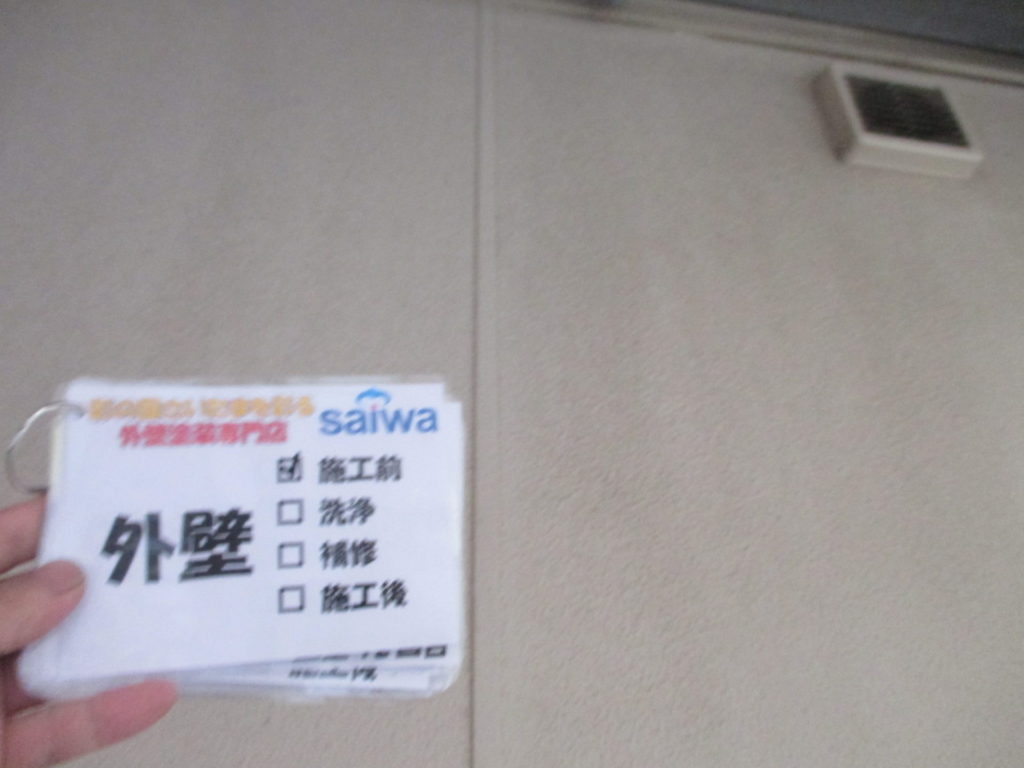 saiwa
外壁塗装専門店
外壁
施工前
洗浄
補修
施工後